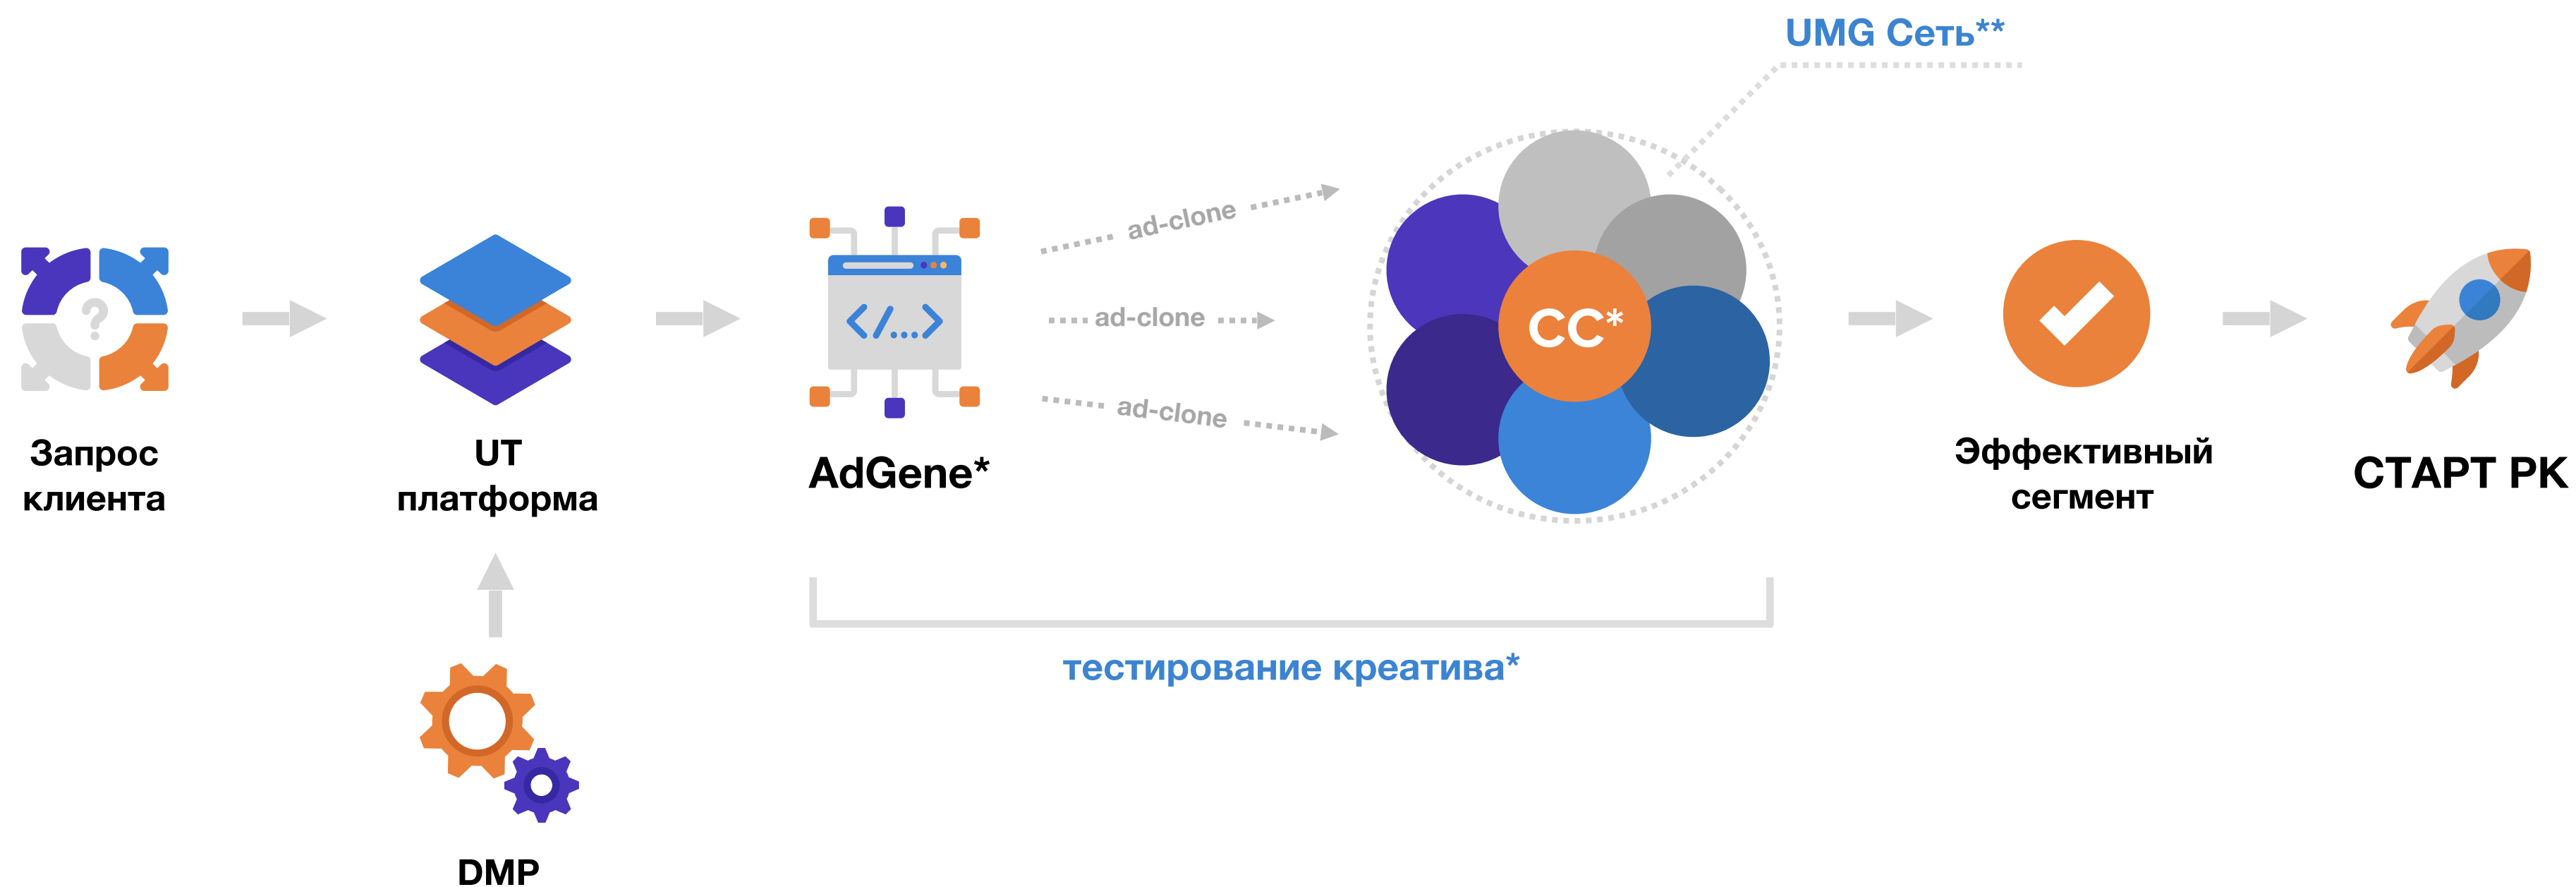 UMG Сеть**
ad-clone
ad-clone
ad-clone
</...>
CC*
?
Запрос
клиента
UT
платформа
AdGene*
Эффективный
сегмент
СТАРТ РК
тестирование креатива*
DMP